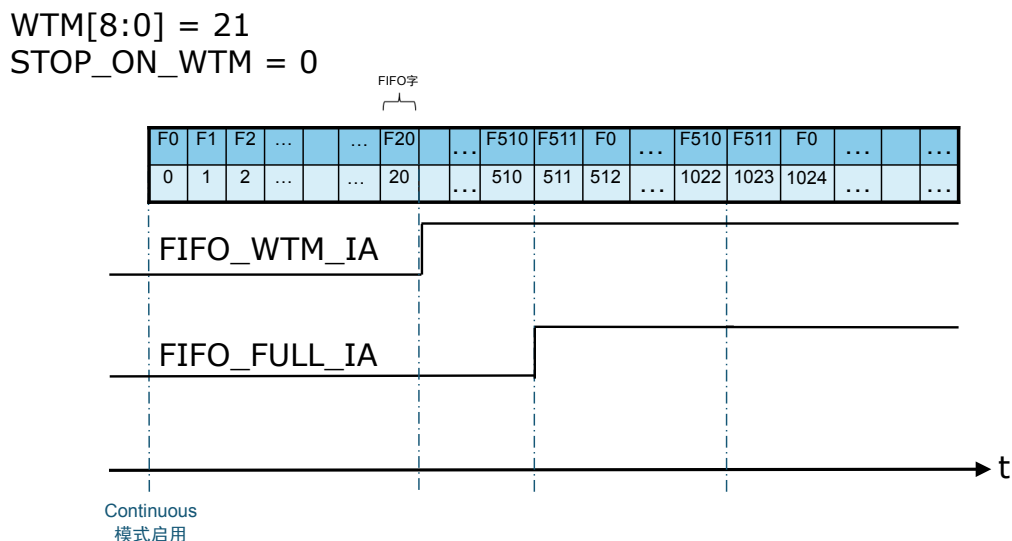 WTM[8:0] = 21
STOP_ON_WTM = 0
FIFO字
F0 F1 F2 ... ... F20 ... F510 F511 F0 ... F510 F511 F0 ... ...
0 1 2 ... ... 20 ... 510 511 512 ... 1022 1023 1024 ... ...
FIFO_WTM_IA
FIFO_FULL_IA
t
Continuous
模式启用